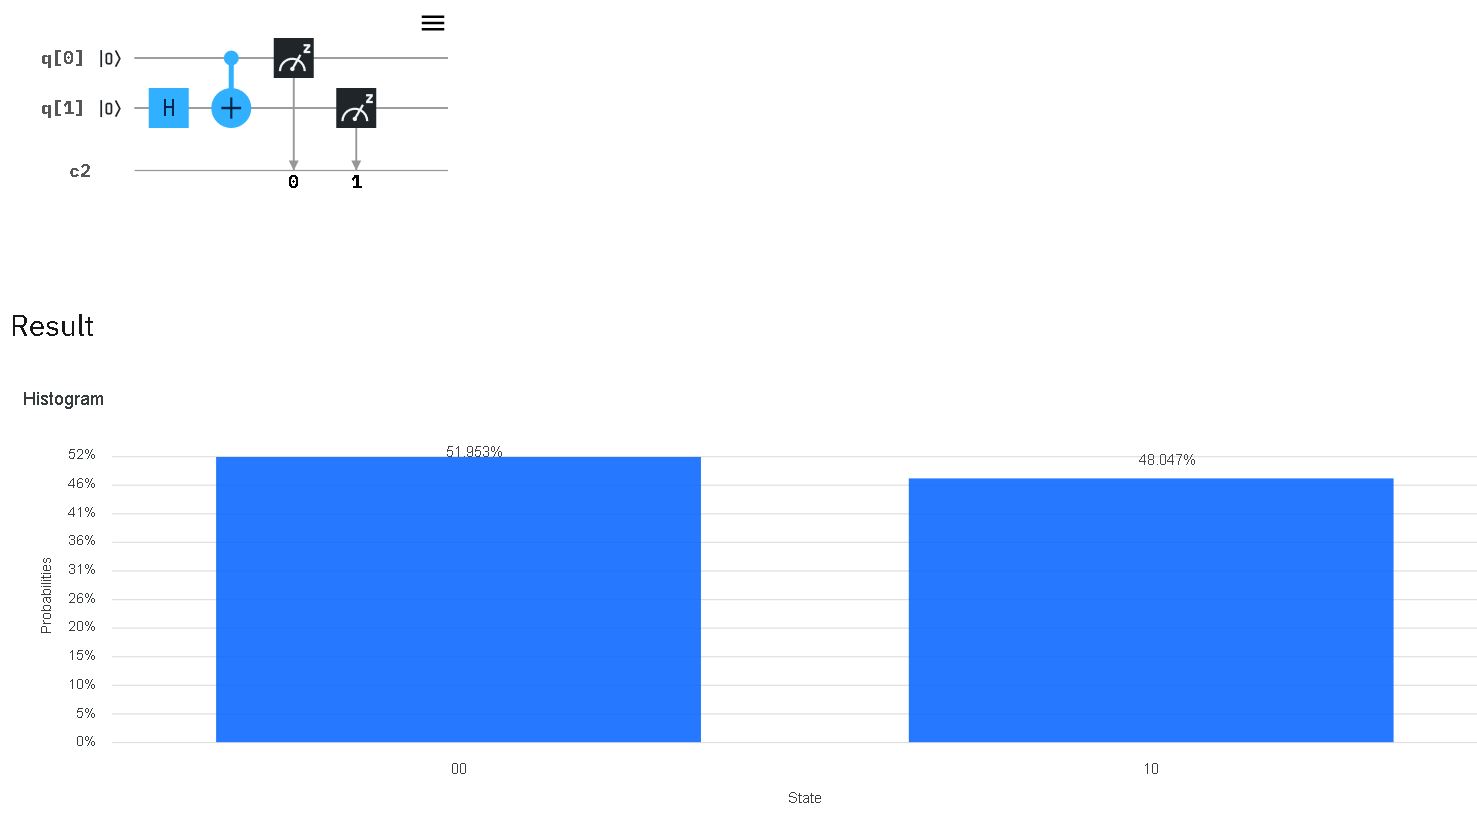 q[0] |0⟩ z
q[1] |0⟩ H + z
c2
0 1
Result
Histogram
52%
46%
41%
36%
31%
26%
20%
15%
10%
5%
0%
Probabilities
51.953%
48.047%
00 10
State